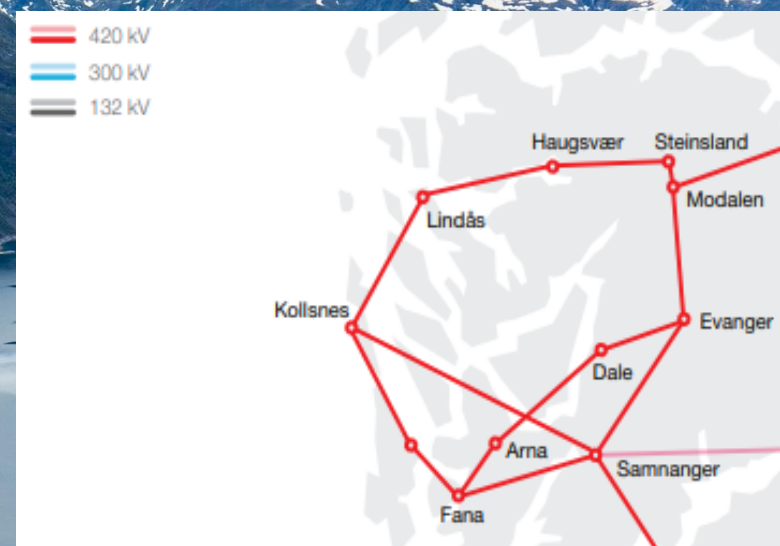 420 kV
300 kV
132 kV
Haugsvær
Steinsland
Modalen
Lindås
Kollsnes
Evanger
Dale
Arna
Samnanger
Fana